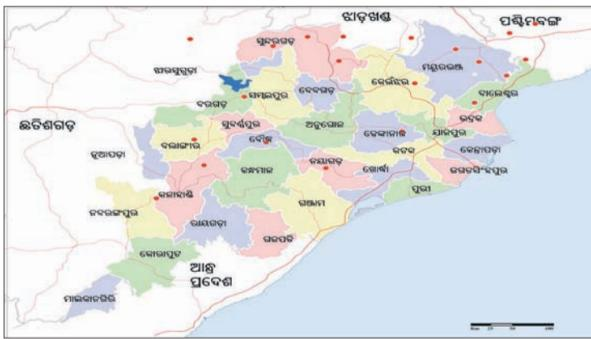 ଝାଡ଼ଖଣ୍ଡ
ପଶ୍ଚିମବଙ୍ଗ
ସୁନ୍ଦରଗଡ଼
ଝାରସୁଗୁଡ଼ା
ମୟୂରଭଞ୍ଜ
କେଉଁଝର
ଦେବଗଡ଼
ସମ୍ବଲପୁର
ବାଲେଶ୍ୱର
ବରଗଡ଼
ଛତିଶଗଡ଼
ସୁବର୍ଣ୍ଣପୁର
ଅନୁଗୋଳ
ଭଦ୍ରକ
ଢେଙ୍କାନାଳ
ଯାଜପୁର
ବଲାଙ୍ଗୀର
ବୌଦ୍ଧ
କଟକ
କେନ୍ଦ୍ରାପଡ଼ା
ନୂଆପଡ଼ା
ନୟାଗଡ଼
କନ୍ଧମାଳ
ଖୋର୍ଦ୍ଧା
ଜଗତସିଂହପୁର
ପୁରୀ
କଳାହାଣ୍ଡି
ଗଞ୍ଜାମ
ନବରଙ୍ଗପୁର
ରାୟଗଡ଼ା
ଗଜପତି
କୋରାପୁଟ
ଆନ୍ଧ୍ର
ପ୍ରଦେଶ
ମାଲକାନଗିରି